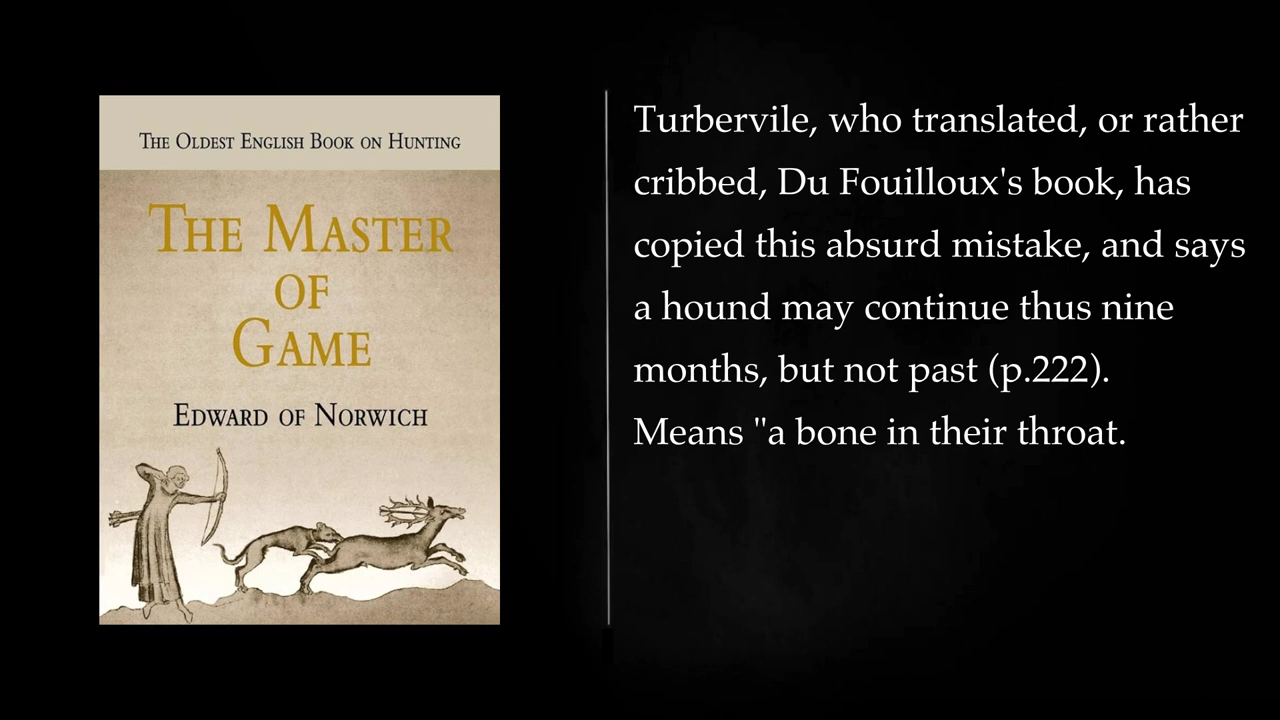 The Oldest English Book on Hunting
The Master
of
Game
Edward of Norwich
Turbervile, who translated, or rather
cribbed, Du Fouilloux's book, has
copied this absurd mistake, and says
a hound may continue thus nine
months, but not past (p.222).
Means "a bone in their throat.